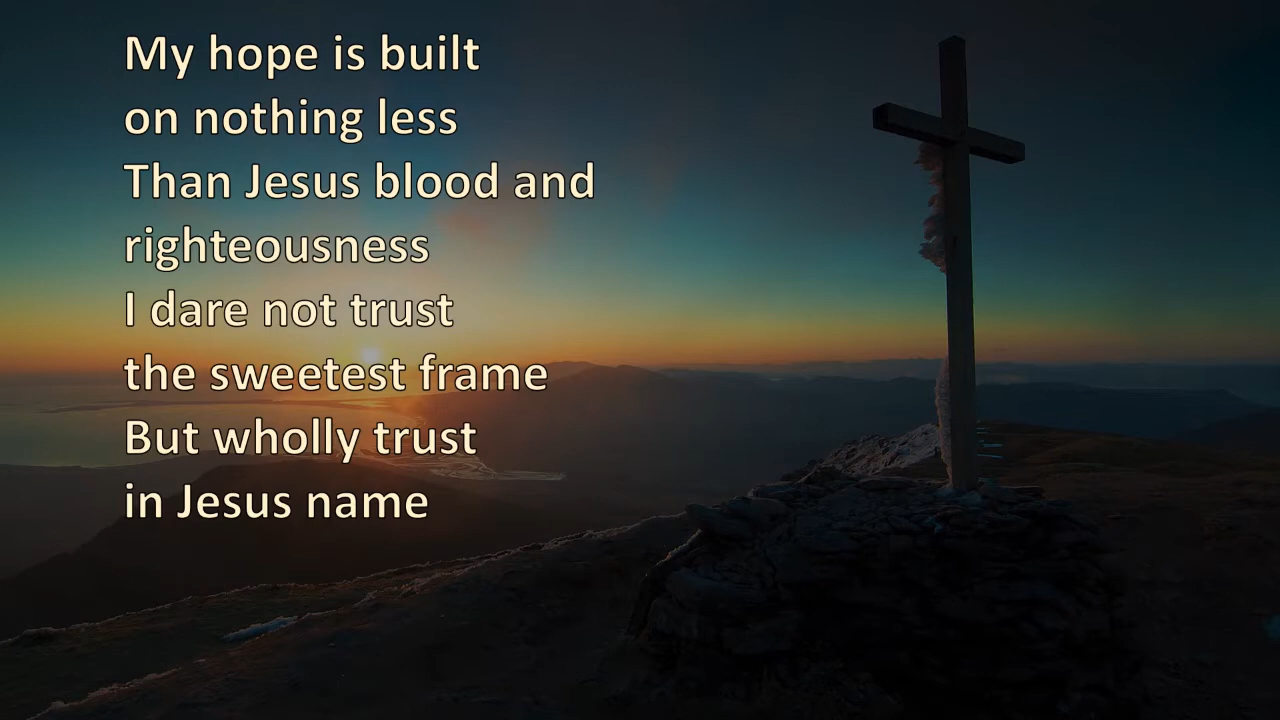 My hope is built
on nothing less
Than Jesus blood and
righteousness
I dare not trust
the sweetest frame
But wholly trust
in Jesus name